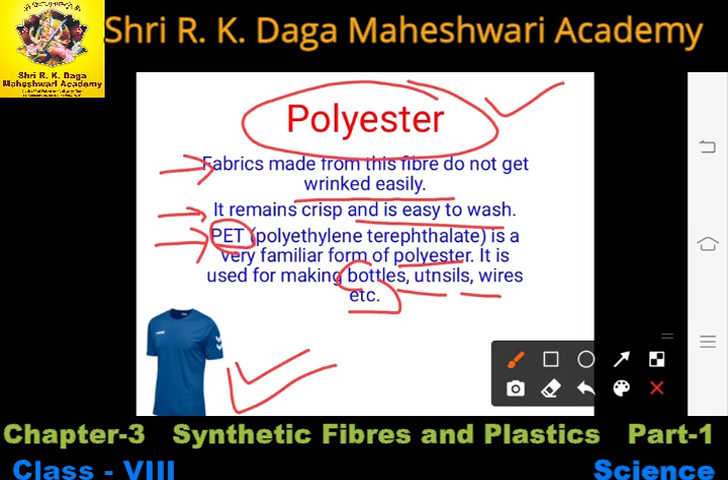 Shri R. K. Daga Maheshwari Academy
Shri R. K. Daga
Maheshwari Academy
Polyester
Fabrics made from this fibre do not get
wrinked easily.
It remains crisp and is easy to wash.
PET (polyethylene terephthalate) is a
very familiar form of polyester. It is
used for making bottles, utnsils, wires
etc.
Chapter-3 Synthetic Fibres and Plastics Part-1
Class - VIII Science